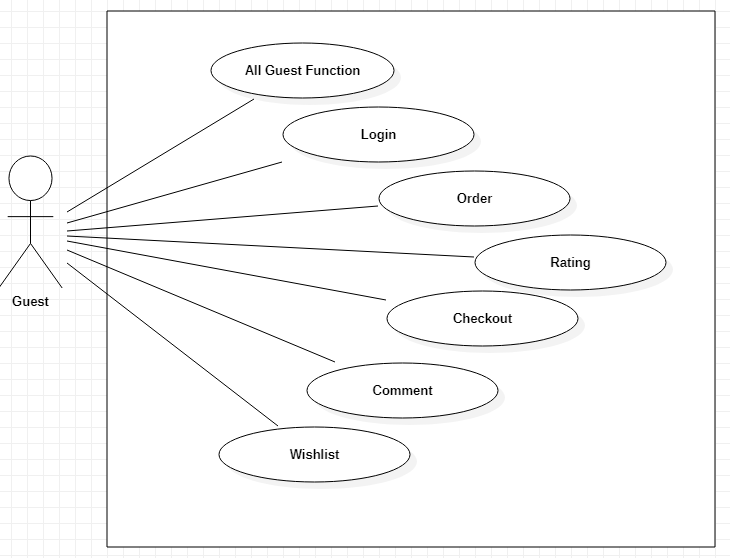 All Guest Function
Login
Order
Rating
Guest
Checkout
Comment
Wishlist